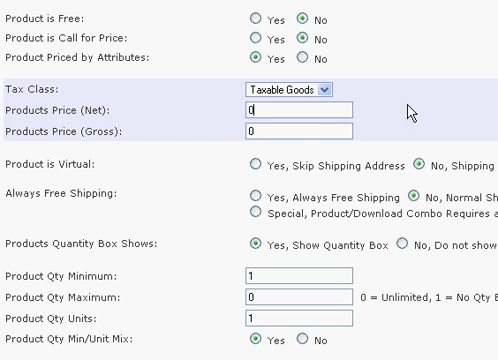 Product is Free: Yes No
Product is Call for Price: Yes No
Product Priced by Attributes: Yes No
Tax Class: Taxable Goods
Products Price (Net): 0
Products Price (Gross): 0
Product is Virtual: Yes, Skip Shipping Address No, Shipping
Always Free Shipping: Yes, Always Free Shipping No, Normal Sh
Special, Product/Download Combo Requires a
Products Quantity Box Shows: Yes, Show Quantity Box No, Do not show
Product Qty Minimum: 1
Product Qty Maximum: 0 0 = Unlimited, 1 = No Qty B
Product Qty Units: 1
Product Qty Min/Unit Mix: Yes No